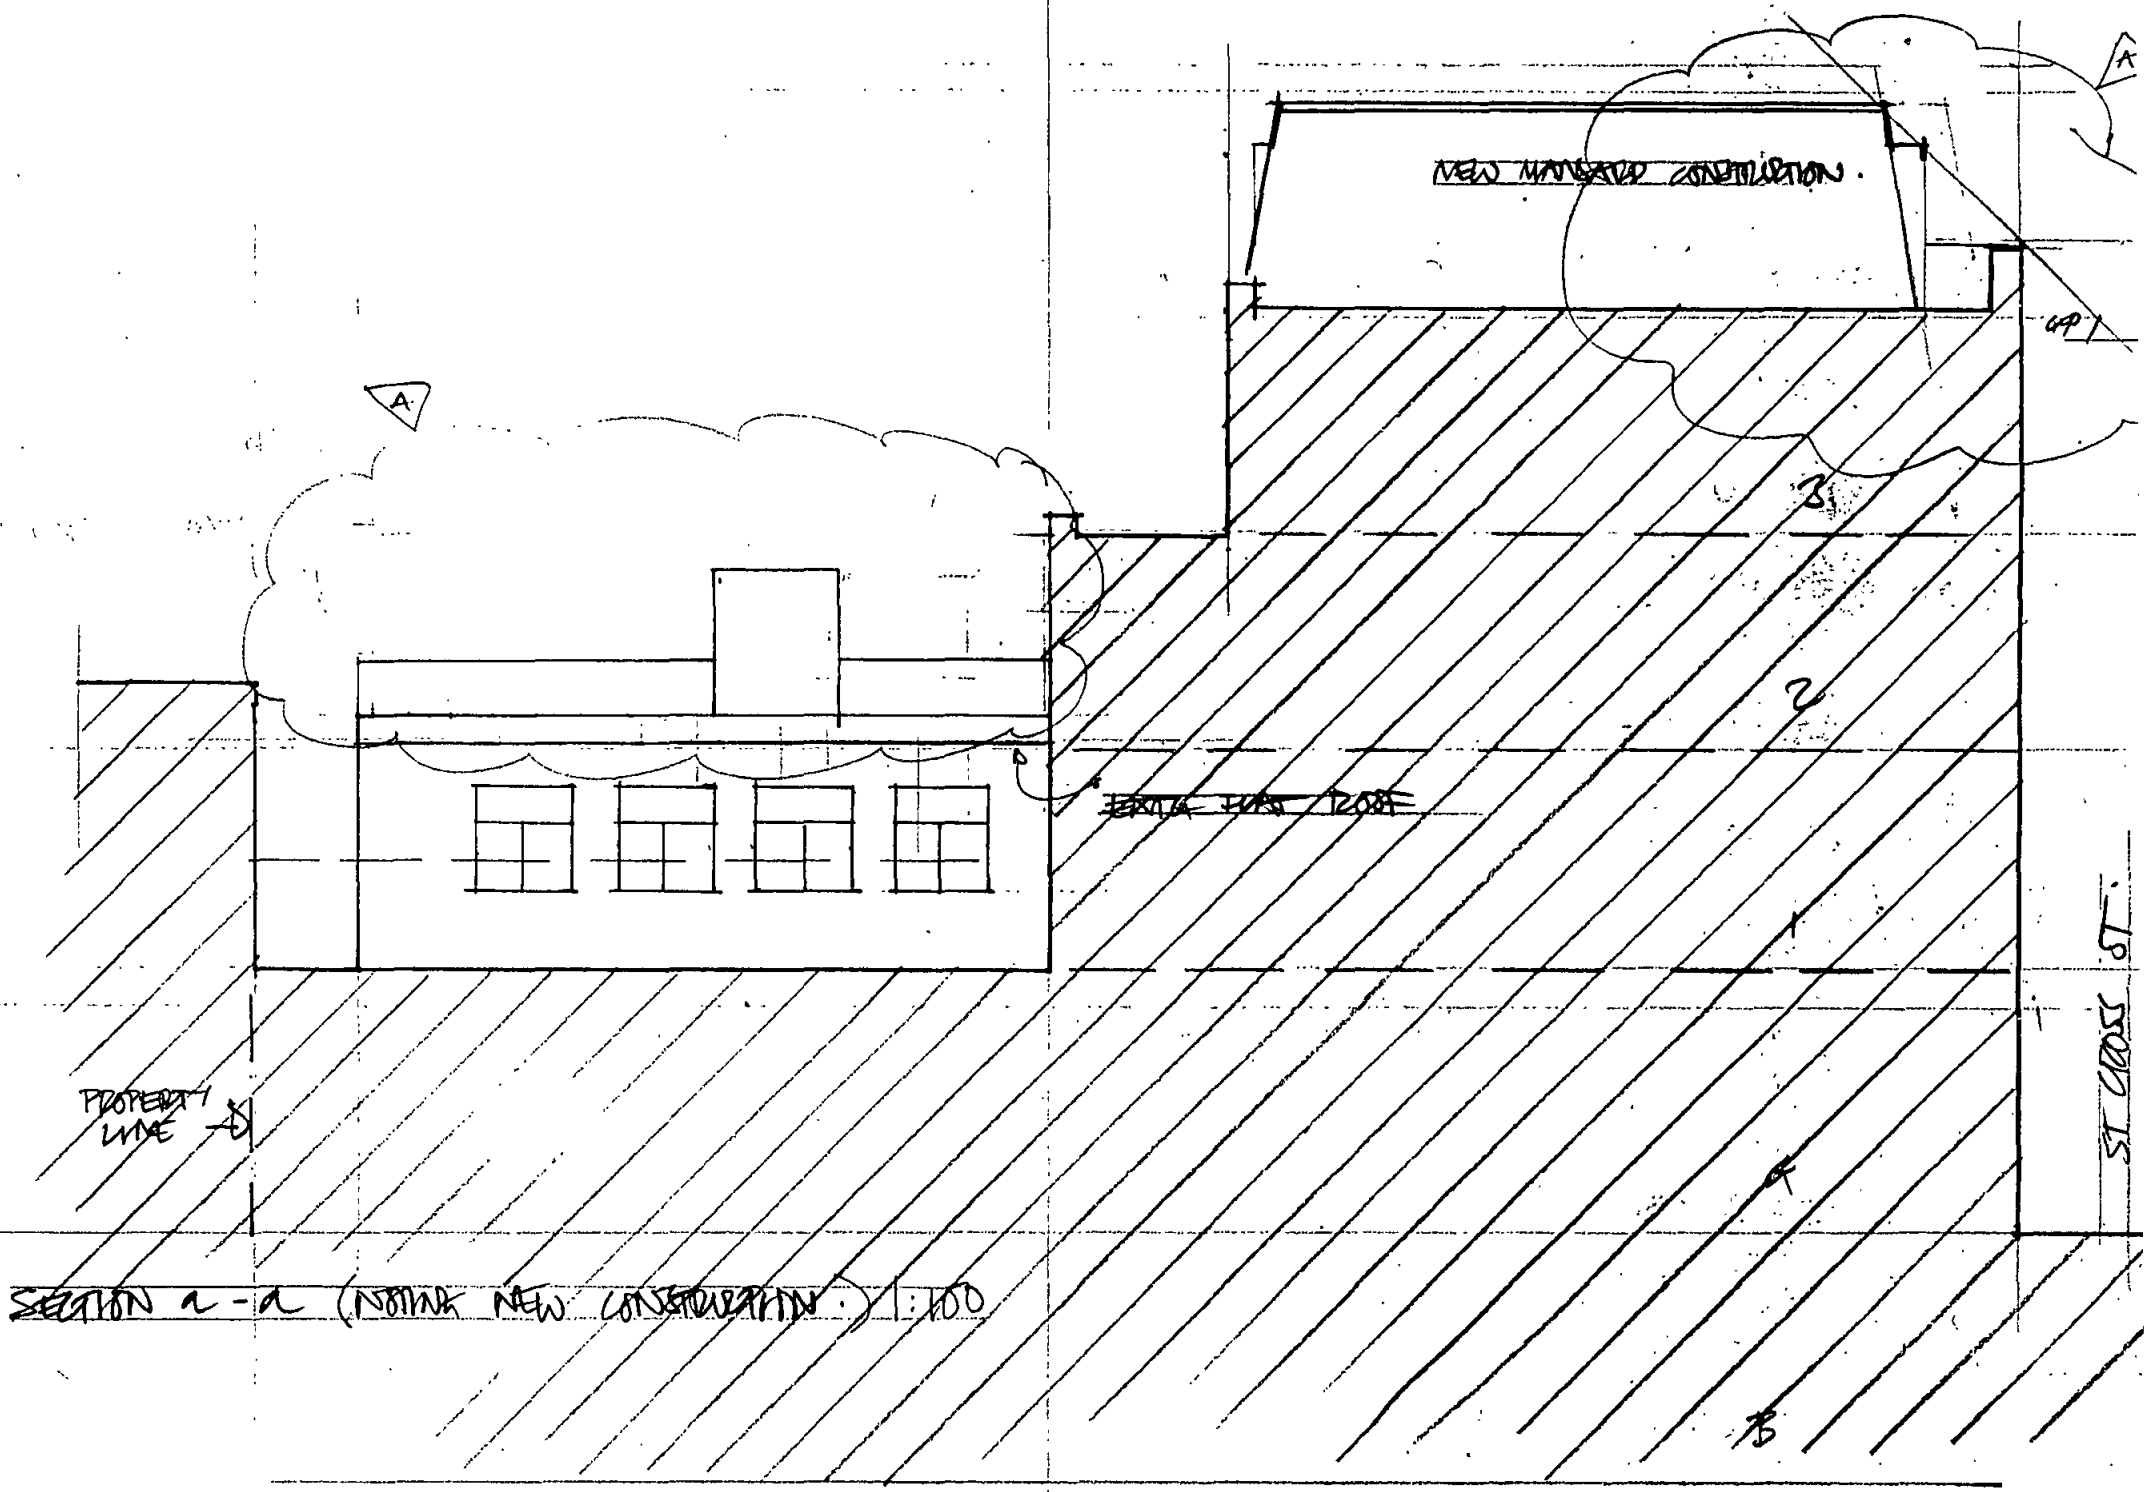 A
NEW MANSARD CONSTRUCTION.
A
3
2
EXTG FLAT ROOF
1
ST CROSS ST.
PROPERTY
LINE
G
SECTION a-a (NOTING NEW CONSTRUCTION.) 1:100
B